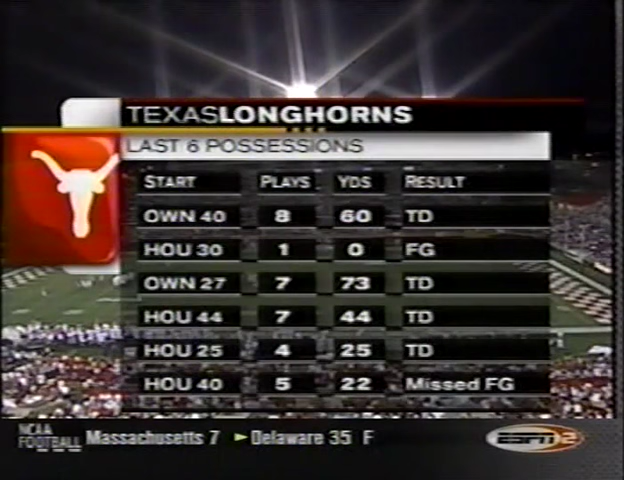 TEXASLONGHORNS
LAST 6 POSSESSIONS
START PLAYS YDS RESULT
OWN 40 8 60 TD
HOU 30 1 0 FG
OWN 27 7 73 TD
HOU 44 7 44 TD
HOU 25 4 25 TD
HOU 40 5 22 Missed FG
NCAA
FOOTBALL Massachusetts 7 ►Delaware 35 F
ESPN2